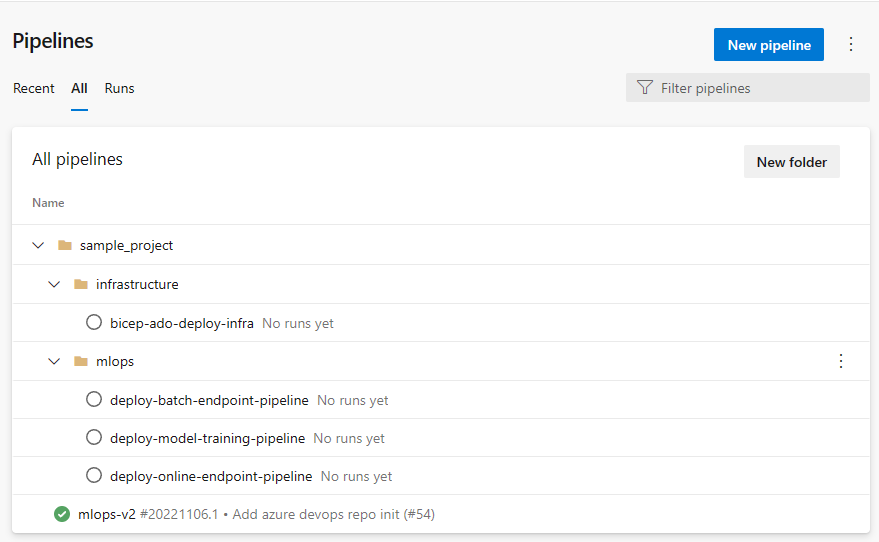 Pipelines
New pipeline
Recent All Runs
Filter pipelines
All pipelines
New folder
Name
sample_project
infrastructure
bicep-ado-deploy-infra No runs yet
mlops
deploy-batch-endpoint-pipeline No runs yet
deploy-model-training-pipeline No runs yet
deploy-online-endpoint-pipeline No runs yet
mlops-v2 #20221106.1 • Add azure devops repo init (#54)